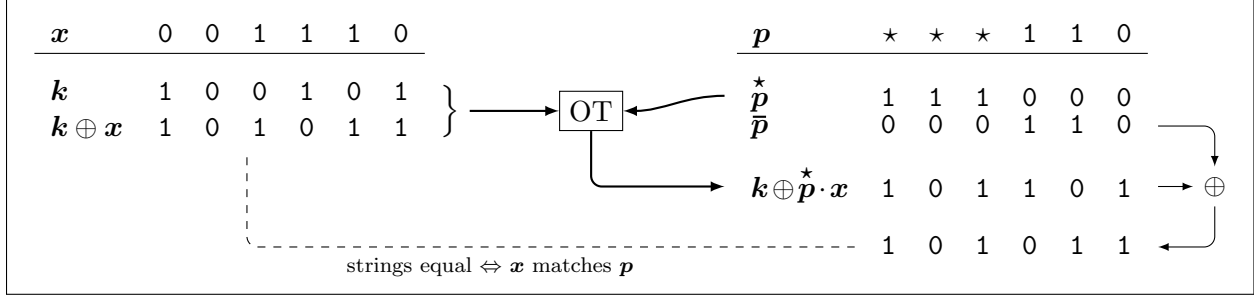 x 0 0 1 1 1 0
k 1 0 0 1 0 1
k ⊕ x 1 0 1 0 1 1
OT
p ⋆ ⋆ ⋆ 1 1 0
p⃰ 1 1 1 0 0 0
p̄ 0 0 0 1 1 0
k ⊕ p⃰ · x 1 0 1 1 0 1
⊕
1 0 1 0 1 1
strings equal ⇔ x matches p